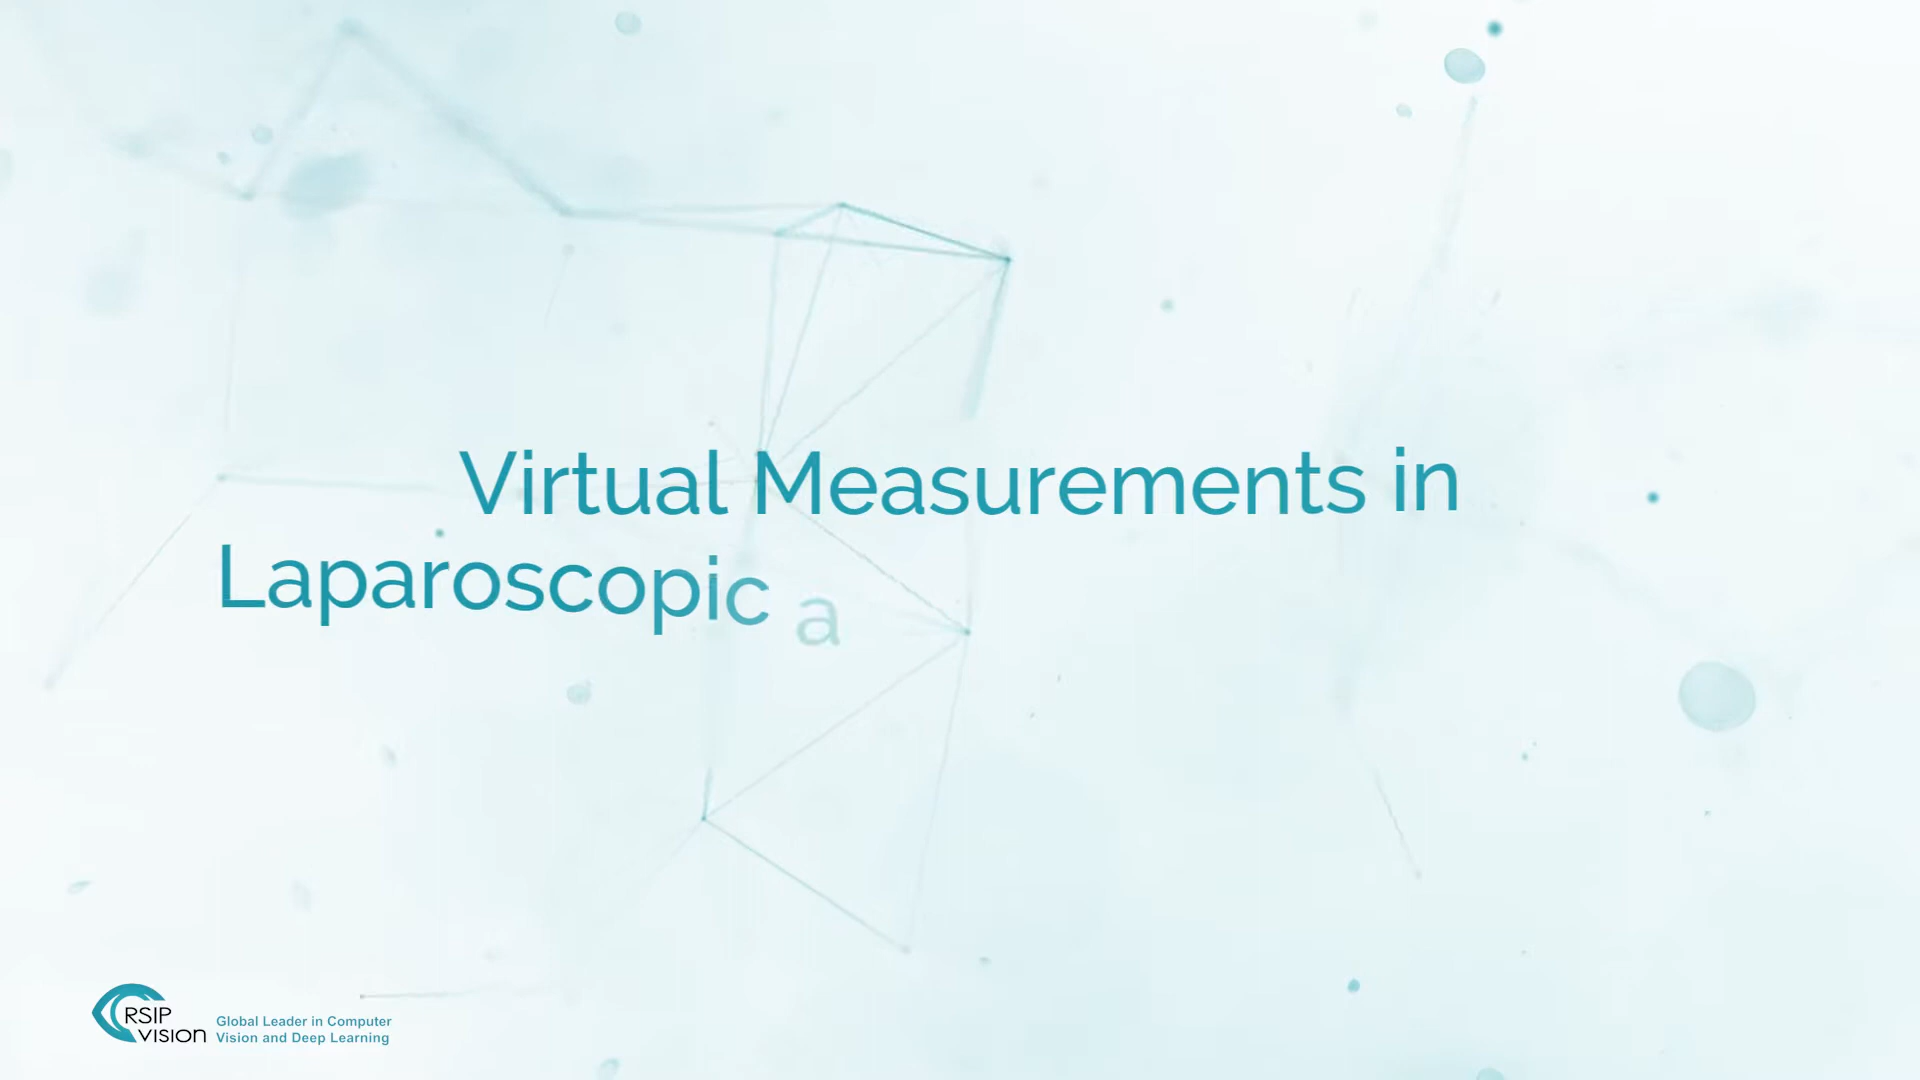 Virtual Measurements in
Laparoscopic a
RSIP
VISION
Global Leader in Computer
Vision and Deep Learning